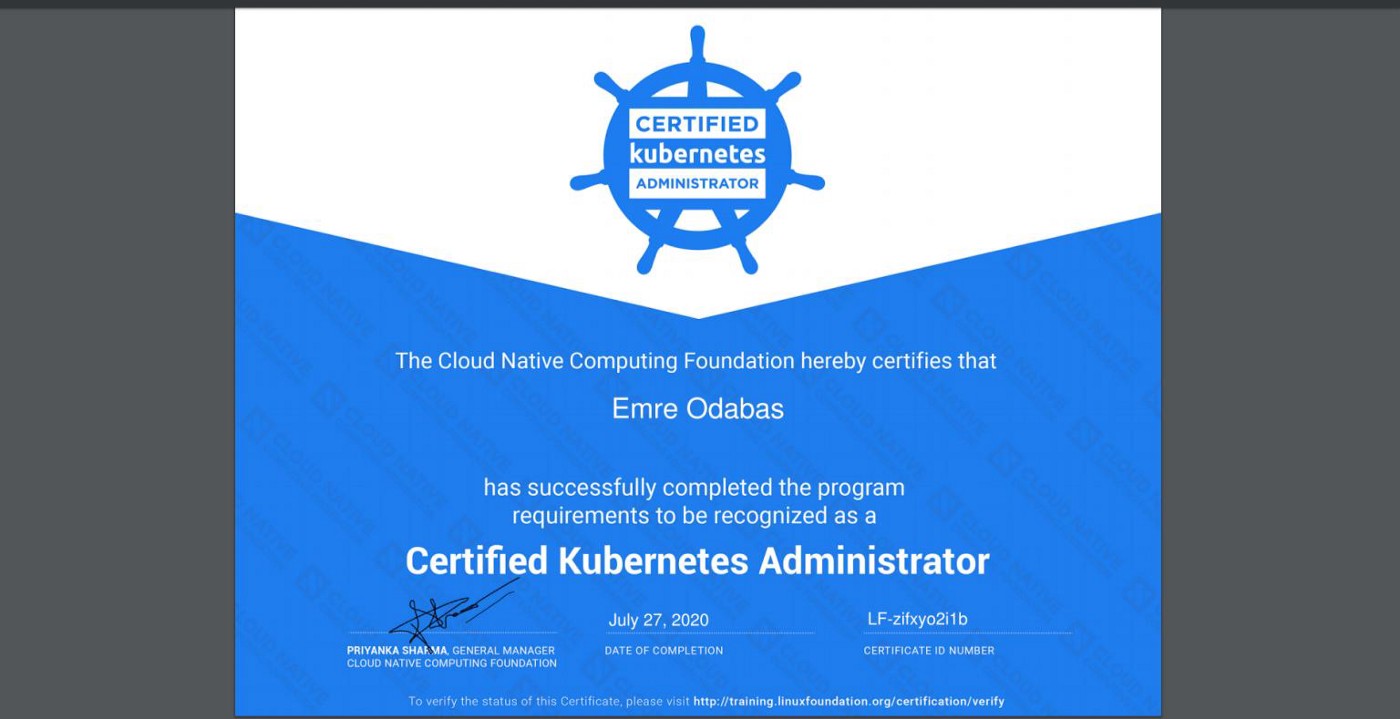 CERTIFIED
kubernetes
ADMINISTRATOR
The Cloud Native Computing Foundation hereby certifies that
Emre Odabas
has successfully completed the program
requirements to be recognized as a
Certified Kubernetes Administrator
July 27, 2020
LF-zifxyo2i1b
PRIYANKA SHARMA, GENERAL MANAGER
CLOUD NATIVE COMPUTING FOUNDATION
DATE OF COMPLETION
CERTIFICATE ID NUMBER
To verify the status of this Certificate, please visit http://training.linuxfoundation.org/certification/verify